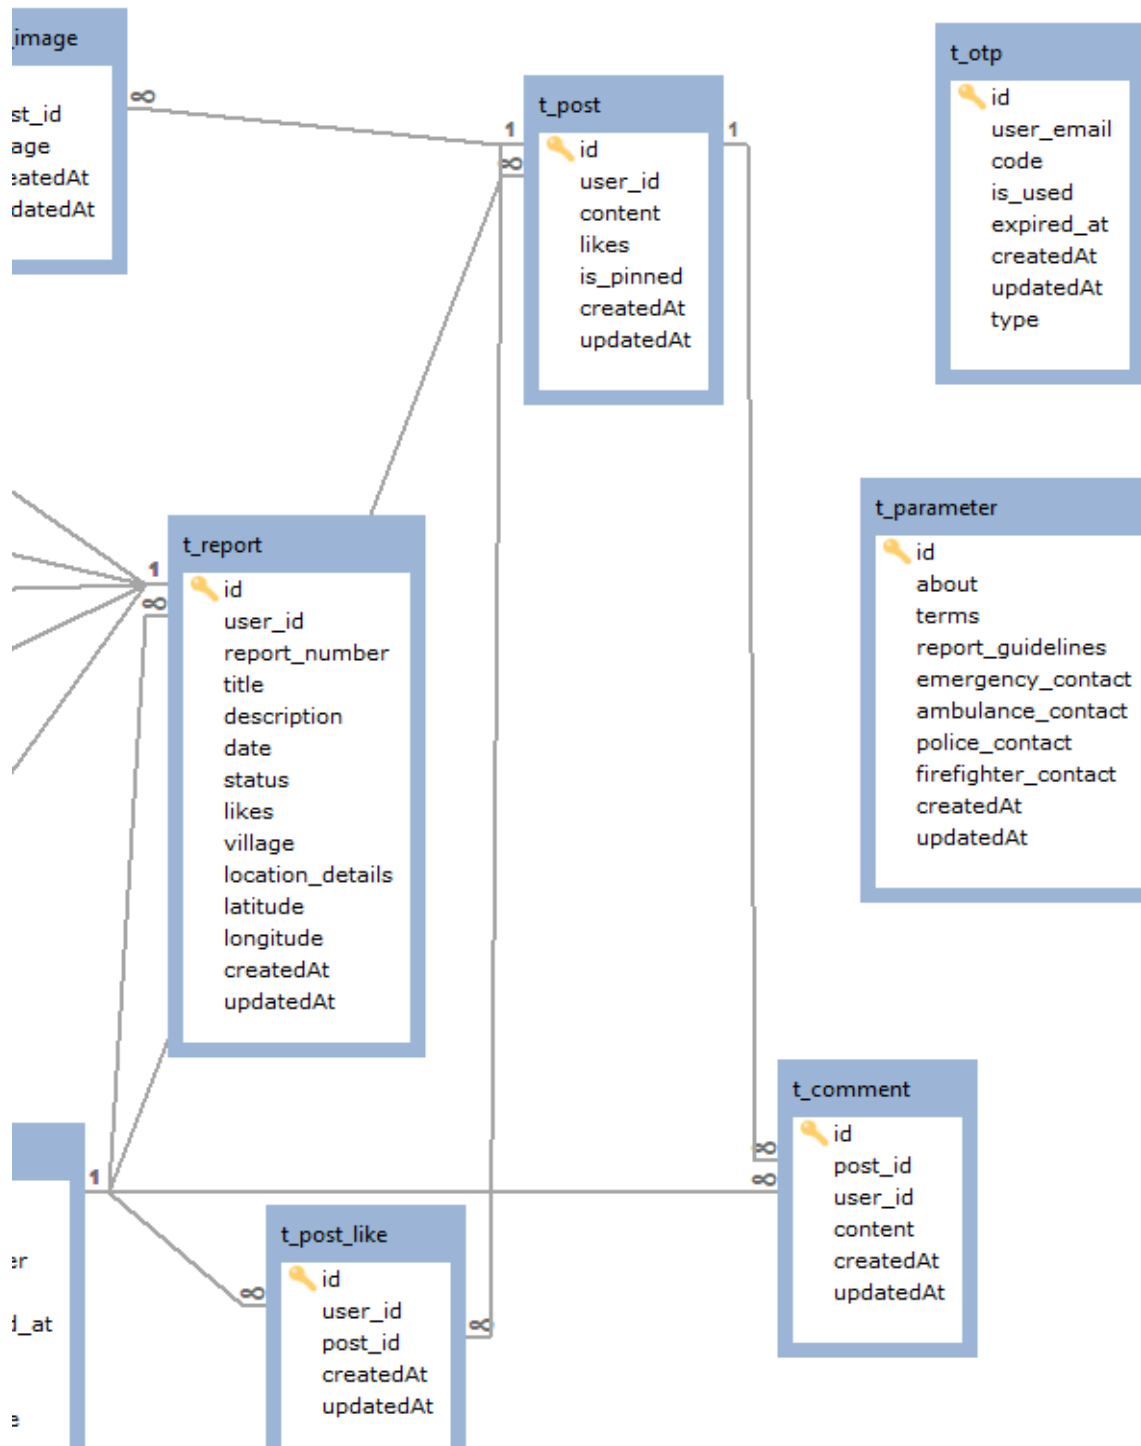 _image
st_id
age
eatedAt
datedAt
t_post
id
user_id
content
likes
is_pinned
createdAt
updatedAt
t_otp
id
user_email
code
is_used
expired_at
createdAt
updatedAt
type
∞
1
∞
1
t_report
id
user_id
report_number
title
description
date
status
likes
village
location_details
latitude
longitude
createdAt
updatedAt
1
∞
t_parameter
id
about
terms
report_guidelines
emergency_contact
ambulance_contact
police_contact
firefighter_contact
createdAt
updatedAt
t_comment
id
post_id
user_id
content
createdAt
updatedAt
∞
∞
1
er
d_at
e
t_post_like
id
user_id
post_id
createdAt
updatedAt
∞
∞